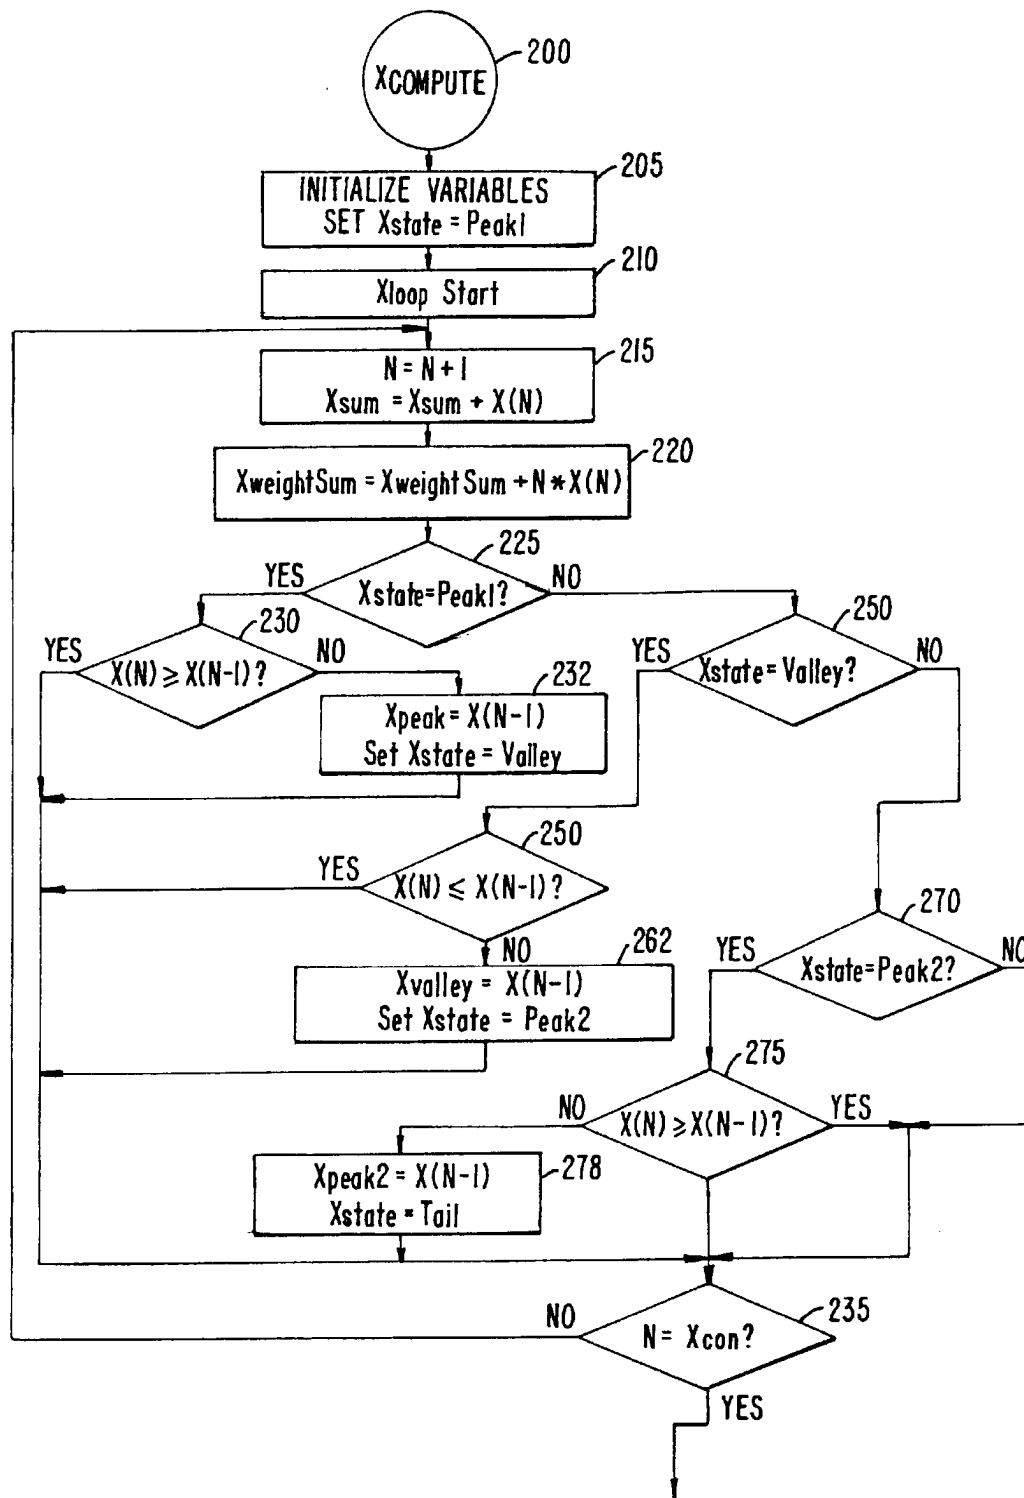 200
XCOMPUTE
205
INITIALIZE VARIABLES
SET Xstate = Peak1
210
Xloop Start
215
N = N + 1
Xsum = Xsum + X(N)
220
XweightSum = XweightSum + N * X(N)
225
YES
Xstate=Peak1?
NO
230
250
YES
X(N) ≥ X(N-1)?
NO
YES
Xstate=Valley?
NO
232
Xpeak = X(N-1)
Set Xstate = Valley
250
YES
X(N) ≤ X(N-1)?
270
NO
262
YES
Xstate=Peak2?
NO
Xvalley = X(N-1)
Set Xstate = Peak2
275
NO
X(N) ≥ X(N-1)?
YES
278
Xpeak2 = X(N-1)
Xstate = Tail
235
NO
N = Xcon?
YES